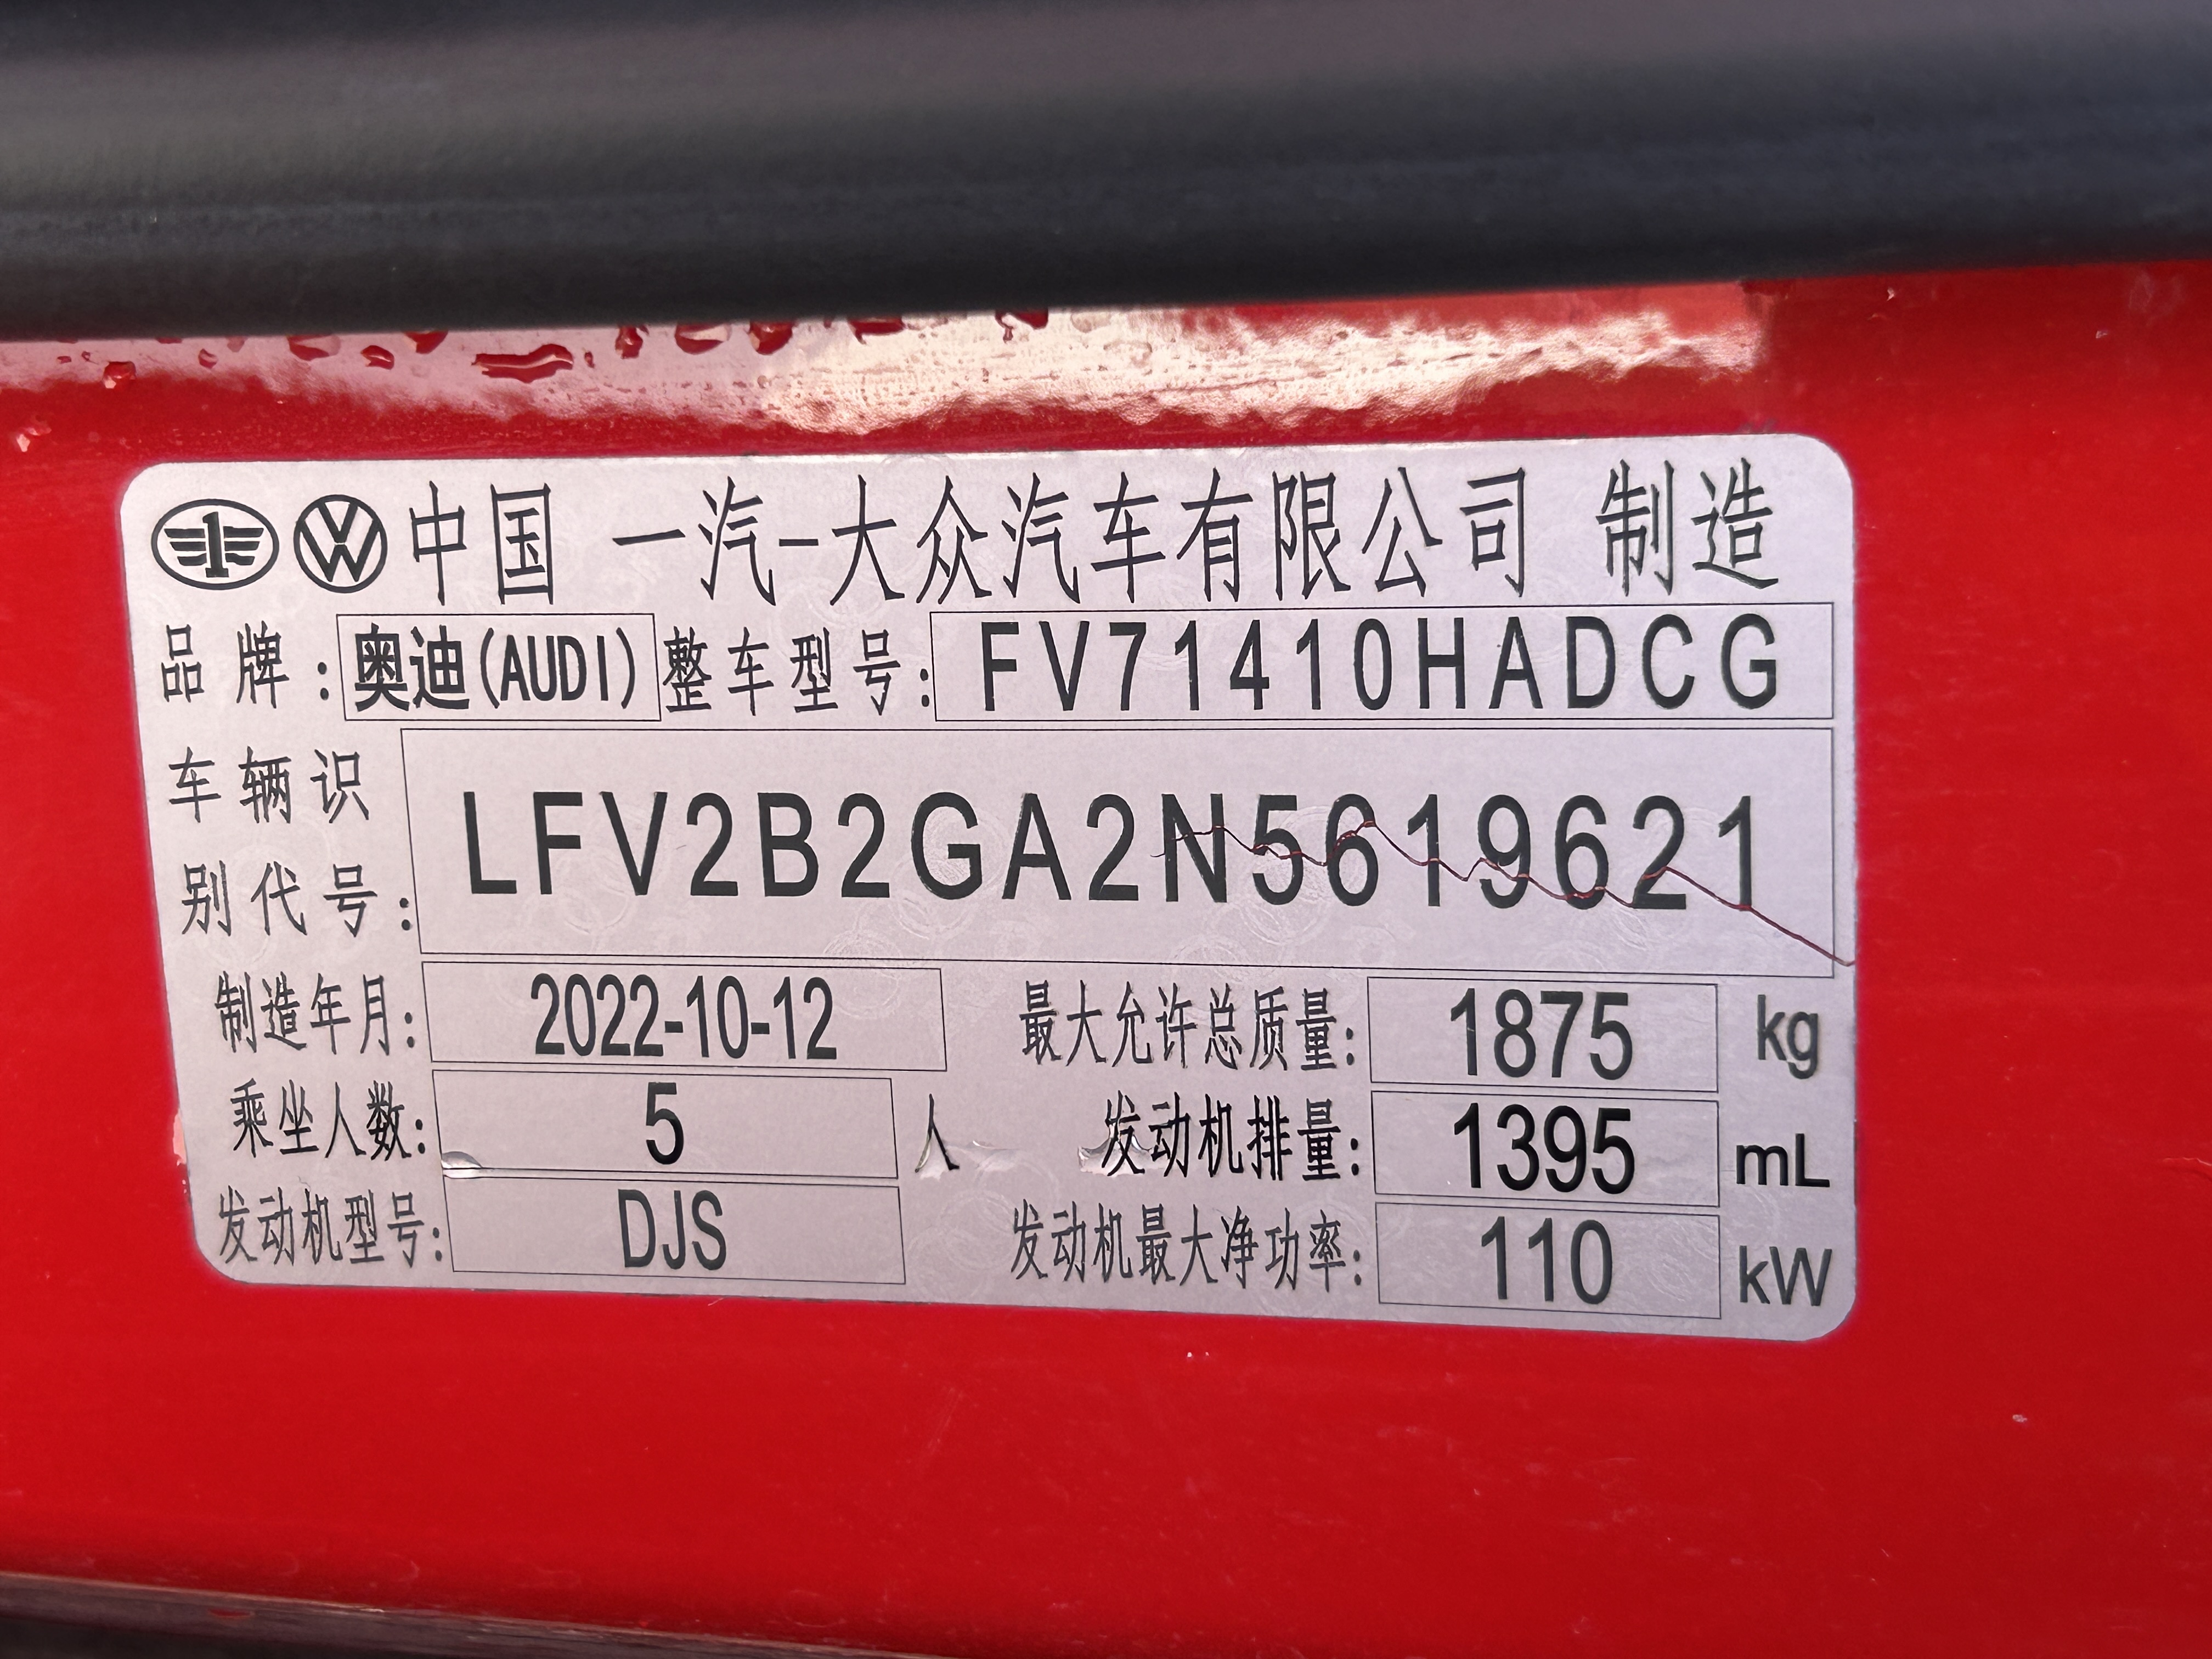 中国 一汽-大众汽车有限公司 制造
品牌: 奥迪(AUDI) 整车型号: FV71410HADCG
车辆识别代号: LFV2B2GA2N5619621
制造年月: 2022-10-12 最大允许总质量: 1875 kg
乘坐人数: 5 人 发动机排量: 1395 mL
发动机型号: DJS 发动机最大净功率: 110 kW